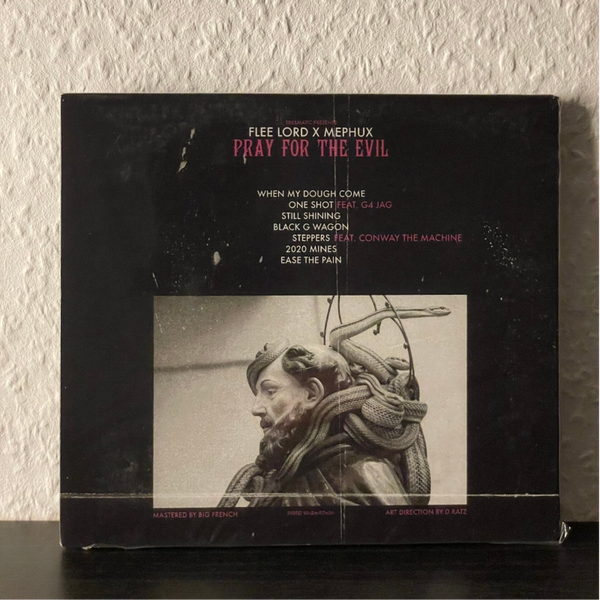 FLEE LORD X MEPHUX
PRAY FOR THE EVIL
WHEN MY DOUGH COME
ONE SHOT FEAT. G4 JAG
STILL SHINING
BLACK G WAGON
STEPPERS FEAT. CONWAY THE MACHINE
2020 MINES
EASE THE PAIN
MASTERED BY BIG FRENCH
ART DIRECTION BY D RATZ